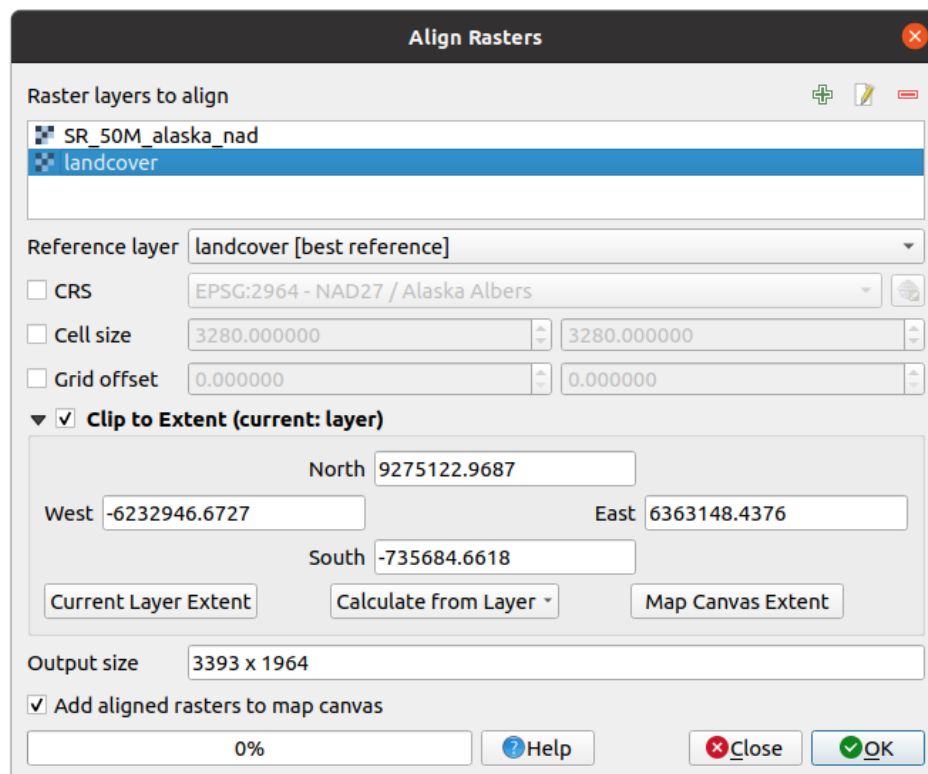 Align Rasters
Raster layers to align
SR_50M_alaska_nad
landcover
Reference layer landcover [best reference]
CRS EPSG:2964 - NAD27 / Alaska Albers
Cell size 3280.000000 3280.000000
Grid offset 0.000000 0.000000
Clip to Extent (current: layer)
North 9275122.9687
West -6232946.6727 East 6363148.4376
South -735684.6618
Current Layer Extent Calculate from Layer Map Canvas Extent
Output size 3393 x 1964
Add aligned rasters to map canvas
0% Help Close OK